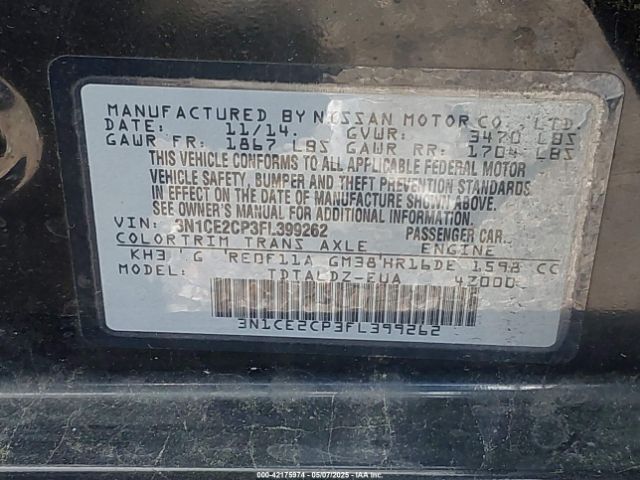 MANUFACTURED BY NISSAN MOTOR CO., LTD.
DATE: 11/14 GVWR: 3470 LBS
GAWR FR: 1867 LBS GAWR RR: 1704 LBS
THIS VEHICLE CONFORMS TO ALL APPLICABLE FEDERAL MOTOR
VEHICLE SAFETY, BUMPER AND THEFT PREVENTION STANDARDS
IN EFFECT ON THE DATE OF MANUFACTURE SHOWN ABOVE.
SEE OWNER'S MANUAL FOR ADDITIONAL INFORMATION.
VIN: 3N1CE2CP3FL399262 PASSENGER CAR
COLOR TRIM TRANS AXLE ENGINE
KH3 G RE0F11A GM38 HR16DE 1598 CC
TDTALDZ-EUA 4Z000
3N1CE2CP3FL399262
000-42175974 - 05/07/2025 - IAA Inc.